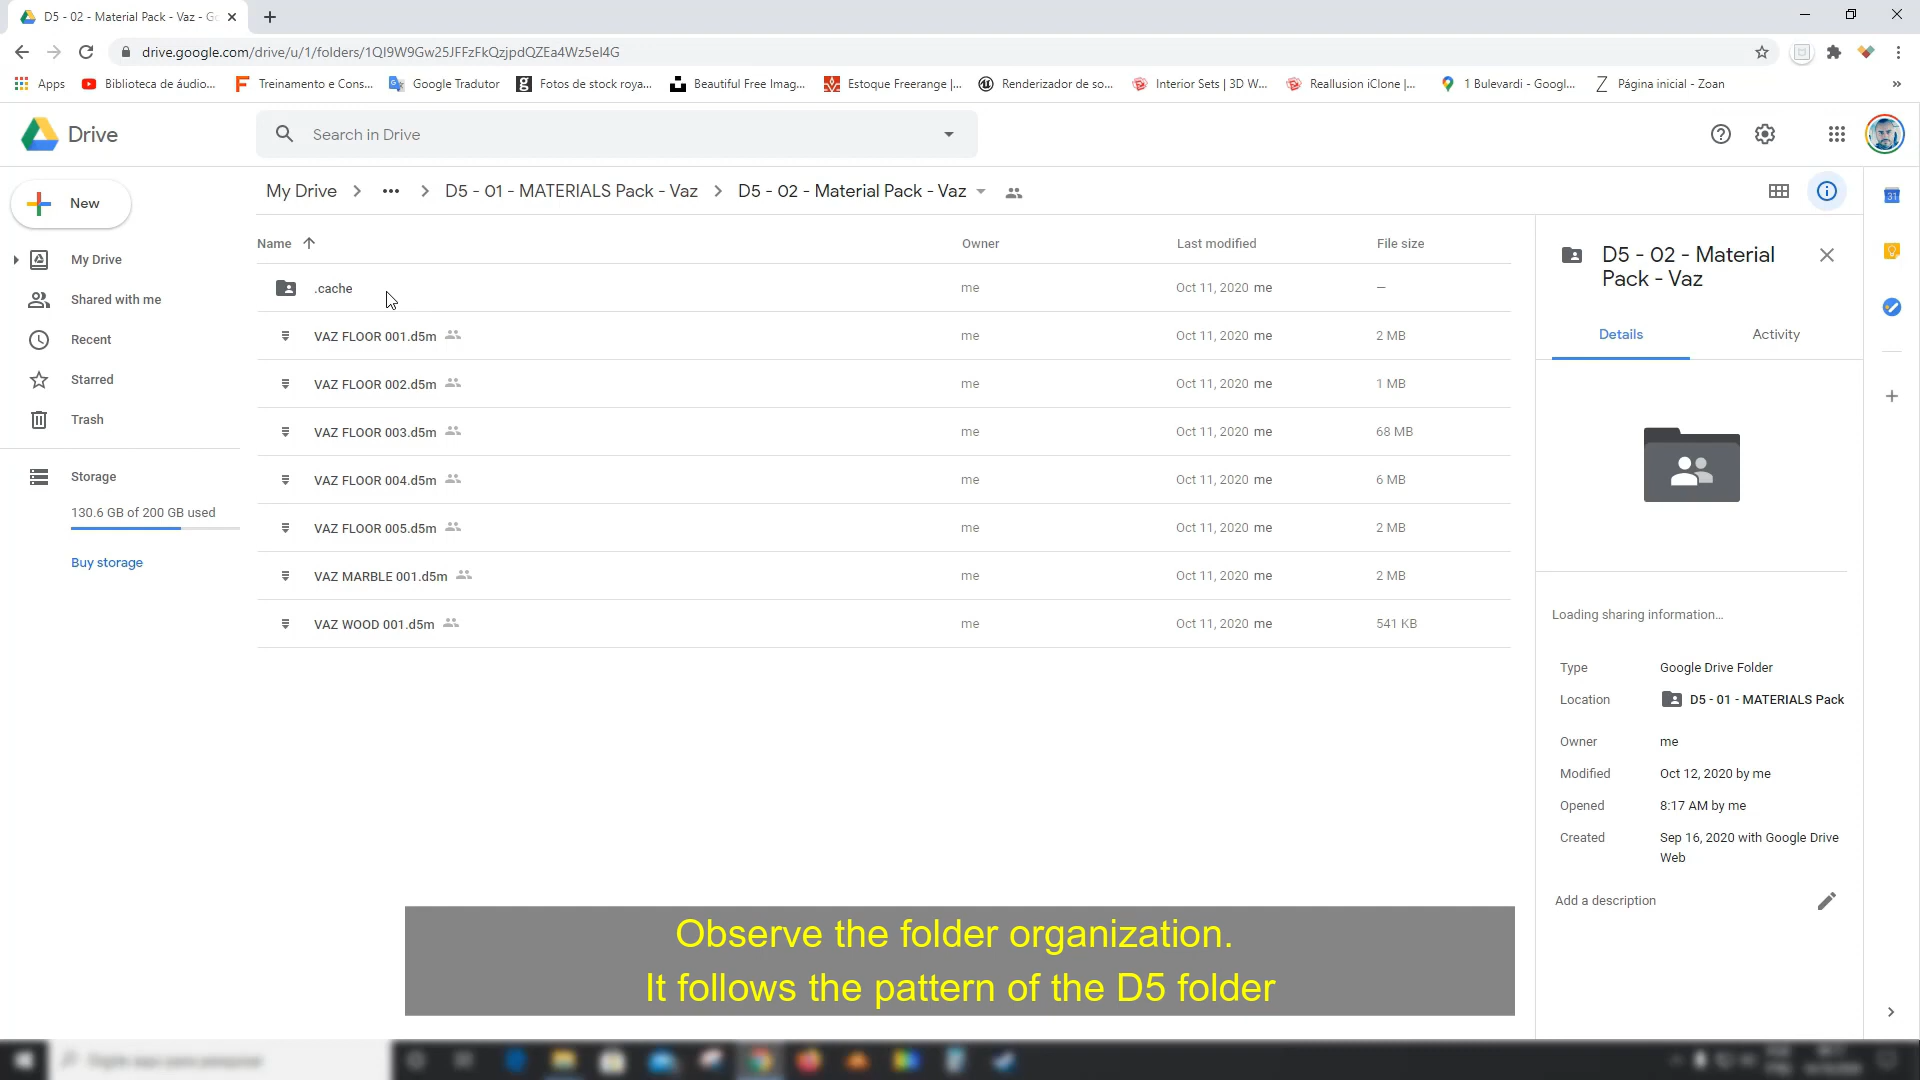 D5 - 02 - Material Pack - Vaz - Go
drive.google.com/drive/u/1/folders/1QI9W9Gw25JFFzFkQzjpdQZEa4Wz5eI4G
Apps
Biblioteca de áudio...
Treinamento e Cons...
Google Tradutor
Fotos de stock roya...
Beautiful Free Imag...
Estoque Freerange |...
Renderizador de so...
Interior Sets | 3D W...
Reallusion iClone |...
1 Bulevardi - Googl...
Página inicial - Zoan
Drive
Search in Drive
New
My Drive
Shared with me
Recent
Starred
Trash
Storage
130.6 GB of 200 GB used
Buy storage
My Drive > ... > D5 - 01 - MATERIALS Pack - Vaz > D5 - 02 - Material Pack - Vaz
Name Owner Last modified File size
.cache me Oct 11, 2020 me —
VAZ FLOOR 001.d5m me Oct 11, 2020 me 2 MB
VAZ FLOOR 002.d5m me Oct 11, 2020 me 1 MB
VAZ FLOOR 003.d5m me Oct 11, 2020 me 68 MB
VAZ FLOOR 004.d5m me Oct 11, 2020 me 6 MB
VAZ FLOOR 005.d5m me Oct 11, 2020 me 2 MB
VAZ MARBLE 001.d5m me Oct 11, 2020 me 2 MB
VAZ WOOD 001.d5m me Oct 11, 2020 me 541 KB
D5 - 02 - Material
Pack - Vaz
Details Activity
Loading sharing information...
Type Google Drive Folder
Location D5 - 01 - MATERIALS Pack
Owner me
Modified Oct 12, 2020 by me
Opened 8:17 AM by me
Created Sep 16, 2020 with Google Drive
Web
Add a description
31
Observe the folder organization.
It follows the pattern of the D5 folder